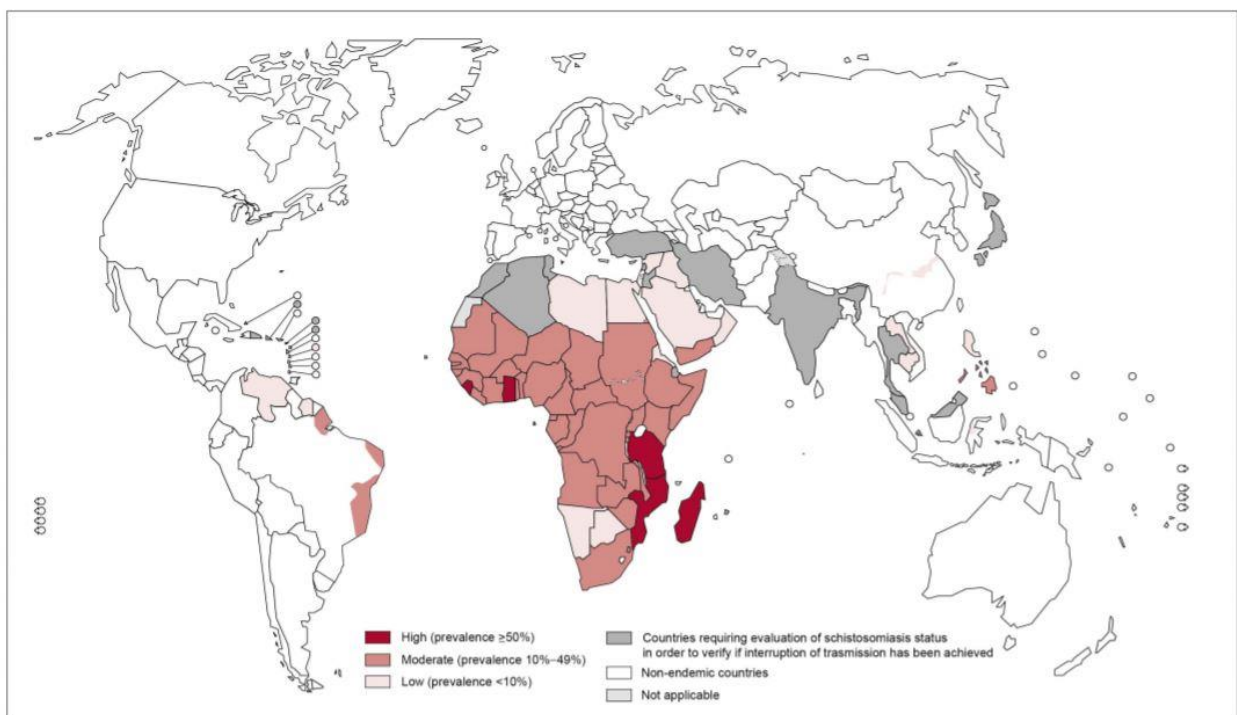 High (prevalence ≥50%)
Moderate (prevalence 10%–49%)
Low (prevalence <10%)
Countries requiring evaluation of schistosomiasis status
in order to verify if interruption of trasmission has been achieved
Non-endemic countries
Not applicable